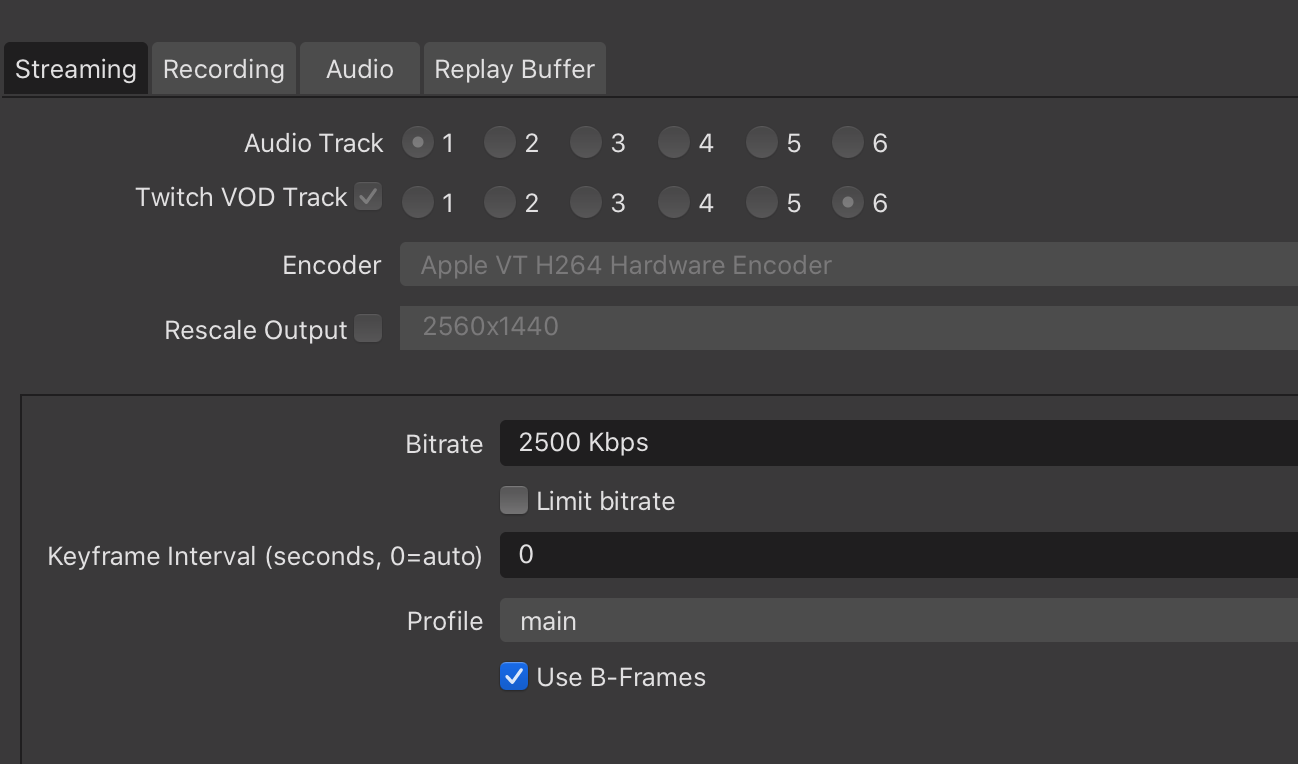 Streaming Recording Audio Replay Buffer
Audio Track 1 2 3 4 5 6
Twitch VOD Track 1 2 3 4 5 6
Encoder Apple VT H264 Hardware Encoder
Rescale Output 2560x1440
Bitrate 2500 Kbps
Limit bitrate
Keyframe Interval (seconds, 0=auto) 0
Profile main
Use B-Frames